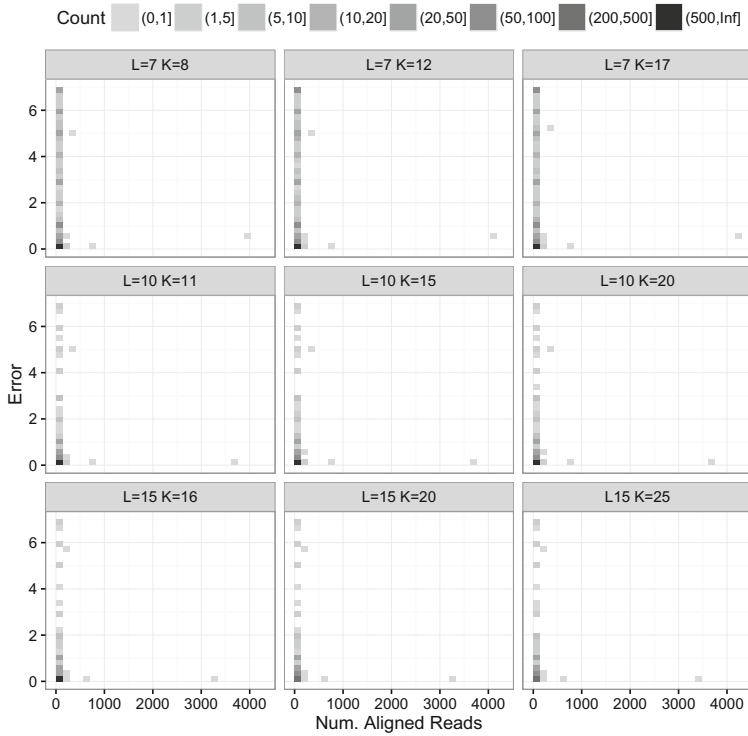 Count (0,1] (1,5] (5,10] (10,20] (20,50] (50,100] (200,500] (500,Inf]
L=7 K=8 L=7 K=12 L=7 K=17
6
4
2
0
L=10 K=11 L=10 K=15 L=10 K=20
6
4
2
0
Error
L=15 K=16 L=15 K=20 L15 K=25
6
4
2
0
0 1000 2000 3000 4000 0 1000 2000 3000 4000 0 1000 2000 3000 4000
Num. Aligned Reads